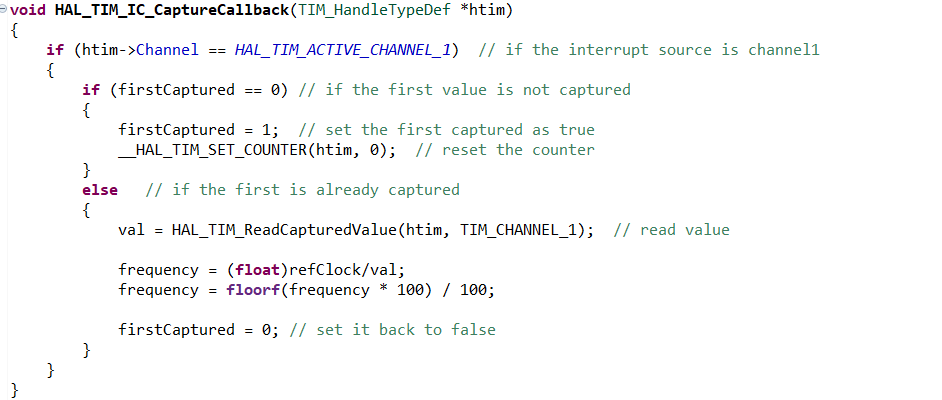 void HAL_TIM_IC_CaptureCallback(TIM_HandleTypeDef *htim)
{
    if (htim->Channel == HAL_TIM_ACTIVE_CHANNEL_1)  // if the interrupt source is channel1
    {
        if (firstCaptured == 0) // if the first value is not captured
        {
            firstCaptured = 1;  // set the first captured as true
            __HAL_TIM_SET_COUNTER(htim, 0);  // reset the counter
        }
        else   // if the first is already captured
        {
            val = HAL_TIM_ReadCapturedValue(htim, TIM_CHANNEL_1);  // read value

            frequency = (float)refClock/val;
            frequency = floorf(frequency * 100) / 100;

            firstCaptured = 0; // set it back to false
        }
    }
}